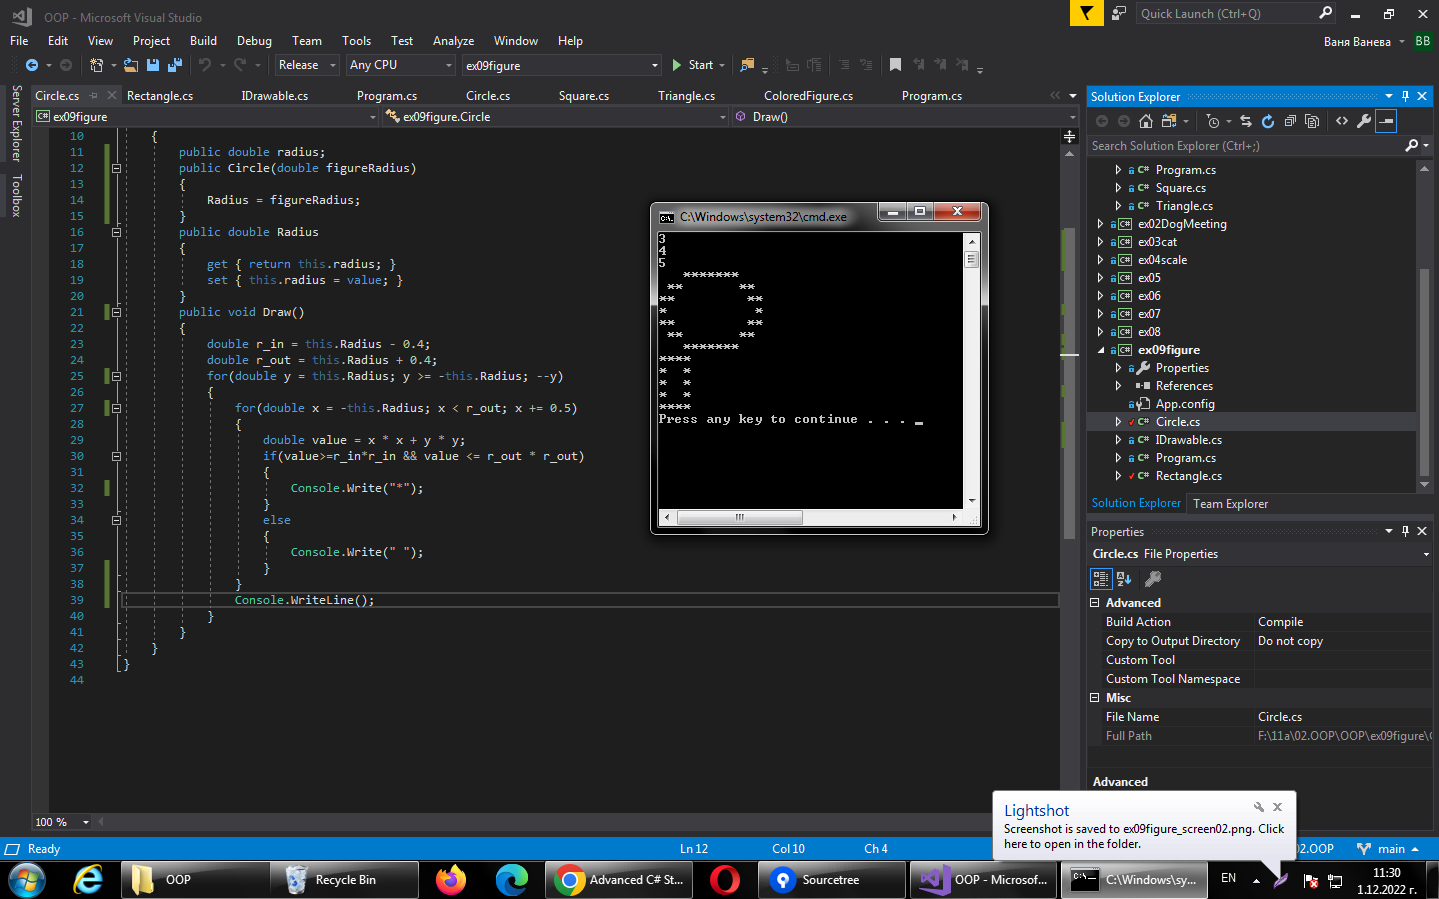 OOP - Microsoft Visual Studio
Quick Launch (Ctrl+Q)
File Edit View Project Build Debug Team Tools Test Analyze Window Help
Ваня Ванева BB
Release Any CPU ex09figure Start
Server Explorer
Toolbox
Circle.cs Rectangle.cs IDrawable.cs Program.cs Circle.cs Square.cs Triangle.cs ColoredFigure.cs Program.cs
ex09figure ex09figure.Circle Draw()
10 {
11 public double radius;
12 public Circle(double figureRadius)
13 {
14 Radius = figureRadius;
15 }
16 public double Radius
17 {
18 get { return this.radius; }
19 set { this.radius = value; }
20 }
21 public void Draw()
22 {
23 double r_in = this.Radius - 0.4;
24 double r_out = this.Radius + 0.4;
25 for(double y = this.Radius; y >= -this.Radius; --y)
26 {
27 for(double x = -this.Radius; x < r_out; x += 0.5)
28 {
29 double value = x * x + y * y;
30 if(value>=r_in*r_in && value <= r_out * r_out)
31 {
32 Console.Write("*");
33 }
34 else
35 {
36 Console.Write(" ");
37 }
38 }
39 Console.WriteLine();
40 }
41 }
42 }
43 }
44
100 %
C:\Windows\system32\cmd.exe
3
4
5
   *******
 **       **
**         **
*           *
**         **
 **       **
   *******
****
*  *
*  *
*  *
****
Press any key to continue . . . _
Solution Explorer
Search Solution Explorer (Ctrl+;)
C# Program.cs
C# Square.cs
C# Triangle.cs
C# ex02DogMeeting
C# ex03cat
C# ex04scale
C# ex05
C# ex06
C# ex07
C# ex08
C# ex09figure
Properties
References
App.config
C# Circle.cs
C# IDrawable.cs
C# Program.cs
C# Rectangle.cs
Solution Explorer Team Explorer
Properties
Circle.cs File Properties
Advanced
Build Action Compile
Copy to Output Directory Do not copy
Custom Tool
Custom Tool Namespace
Misc
File Name Circle.cs
Full Path F:\11a\02.OOP\OOP\ex09figure\
Advanced
Lightshot
Screenshot is saved to ex09figure_screen02.png. Click
here to open in the folder.
Ready Ln 12 Col 10 Ch 4 02.OOP main
OOP Recycle Bin Advanced C# St... Sourcetree OOP - Microsof... C:\Windows\sy... EN
11:30
1.12.2022 г.